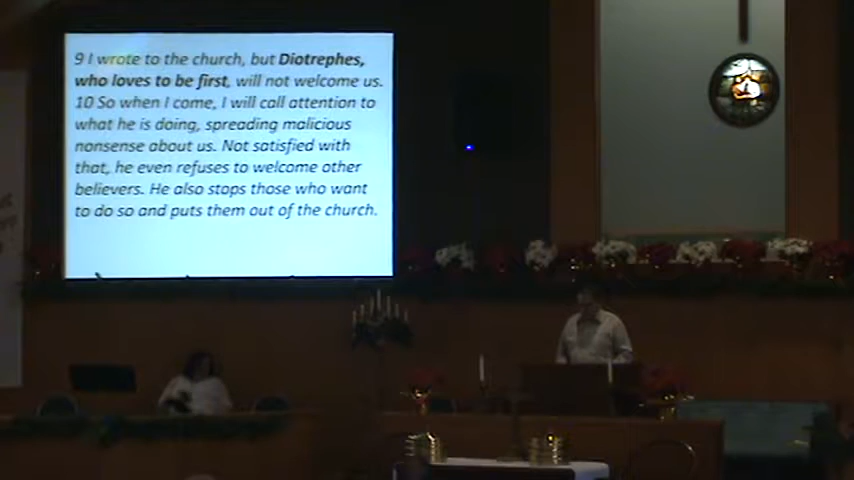 9 I wrote to the church, but Diotrephes,
who loves to be first, will not welcome us.
10 So when I come, I will call attention to
what he is doing, spreading malicious
nonsense about us. Not satisfied with
that, he even refuses to welcome other
believers. He also stops those who want
to do so and puts them out of the church.